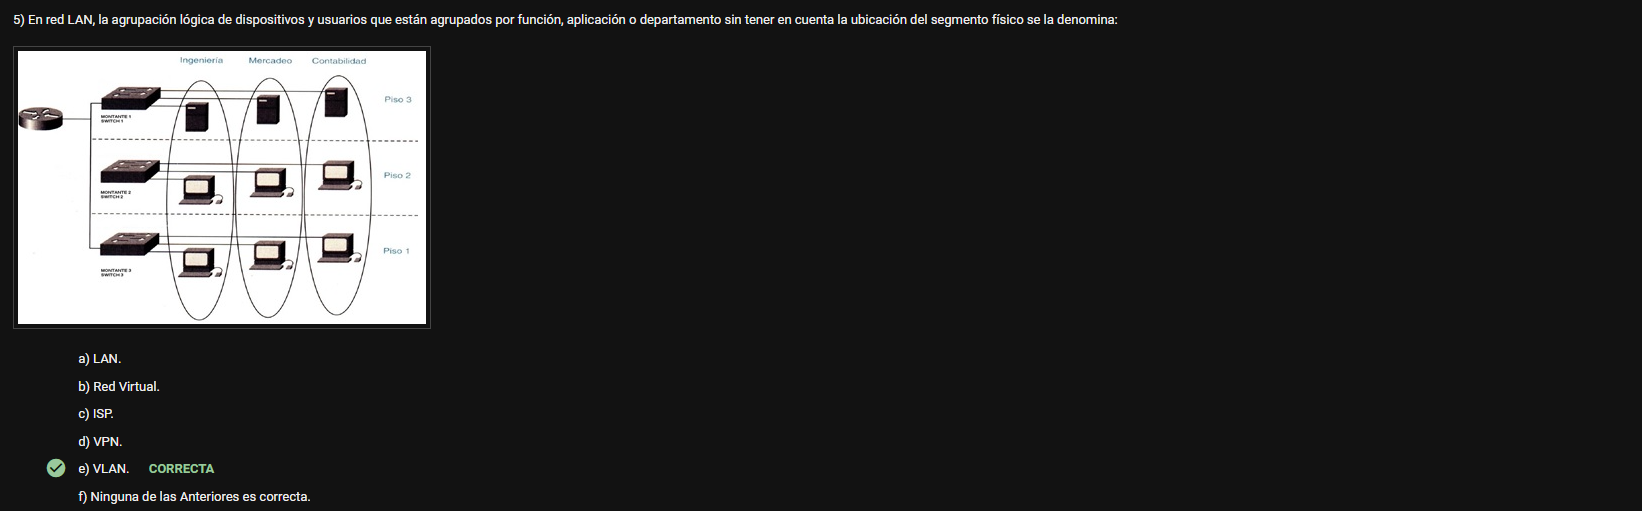 5) En red LAN, la agrupación lógica de dispositivos y usuarios que están agrupados por función, aplicación o departamento sin tener en cuenta la ubicación del segmento físico se la denomina:
Ingeniería Mercadeo Contabilidad
Piso 3
MONTANTE 1
SWITCH 1
Piso 2
MONTANTE 2
SWITCH 2
Piso 1
MONTANTE 3
SWITCH 3
a) LAN.
b) Red Virtual.
c) ISP.
d) VPN.
e) VLAN. CORRECTA
f) Ninguna de las Anteriores es correcta.